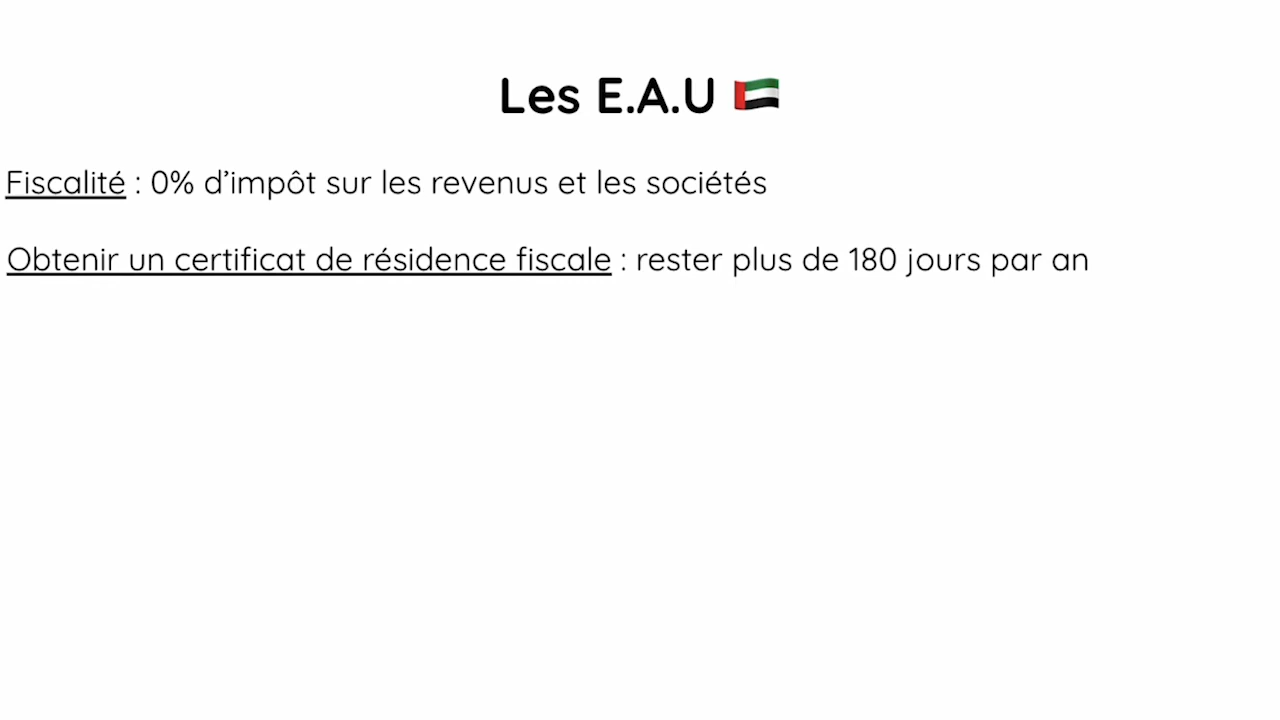 Les E.A.U 🇦🇪
Fiscalité : 0% d’impôt sur les revenus et les sociétés
Obtenir un certificat de résidence fiscale : rester plus de 180 jours par an